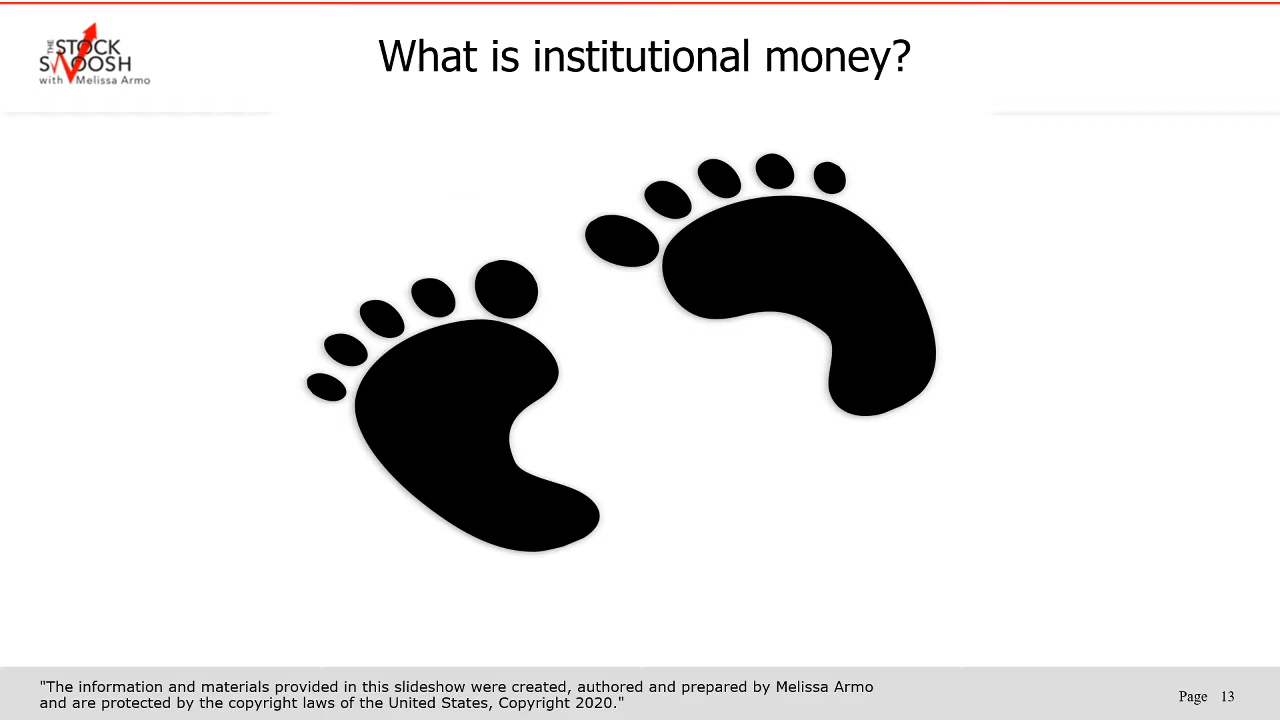 THE
STOCK
SWOOSH
with Melissa Armo
What is institutional money?
"The information and materials provided in this slideshow were created, authored and prepared by Melissa Armo
and are protected by the copyright laws of the United States, Copyright 2020."
Page 13